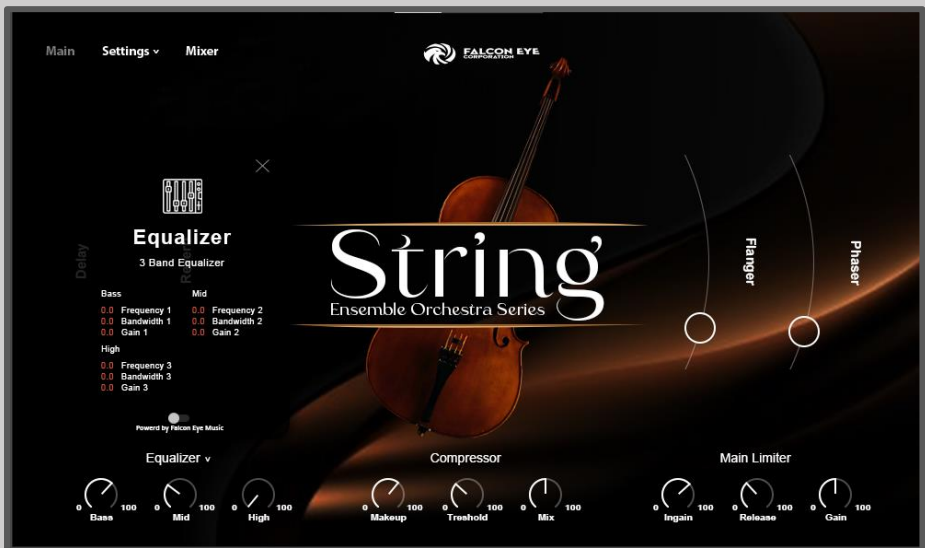 Main Settings Mixer
FALCON EYE
CORPORATION
Equalizer
3 Band Equalizer
Delay
Bass Mid
0.0 Frequency 1 0.0 Frequency 2
0.0 Bandwidth 1 0.0 Bandwidth 2
0.0 Gain 1 0.0 Gain 2
High
0.0 Frequency 3
0.0 Bandwidth 3
0.0 Gain 3
Powerd by Falcon Eye Music
String
Ensemble Orchestra Series
Flanger
Phaser
Equalizer v
0 100 0 100 0 100
Bass Mid High
Compressor
0 100 0 100 0 100
Makeup Treshold Mix
Main Limiter
0 100 0 100 0 100
Ingain Release Gain